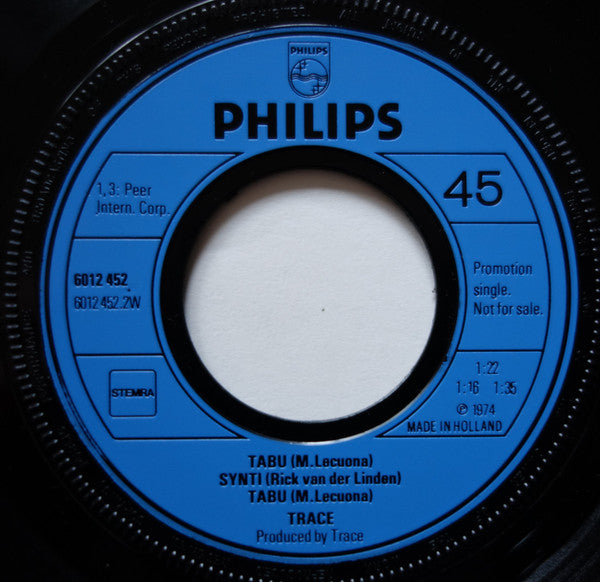 PHILIPS
PHILIPS
1, 3: Peer
Intern. Corp.
45
6012 452
6012 452.2W
Promotion
single.
Not for sale.
STEMRA
1:22
1:16 1:35
℗ 1974
MADE IN HOLLAND
TABU (M. Lecuona)
SYNTI (Rick van der Linden)
TABU (M. Lecuona)
TRACE
Produced by Trace